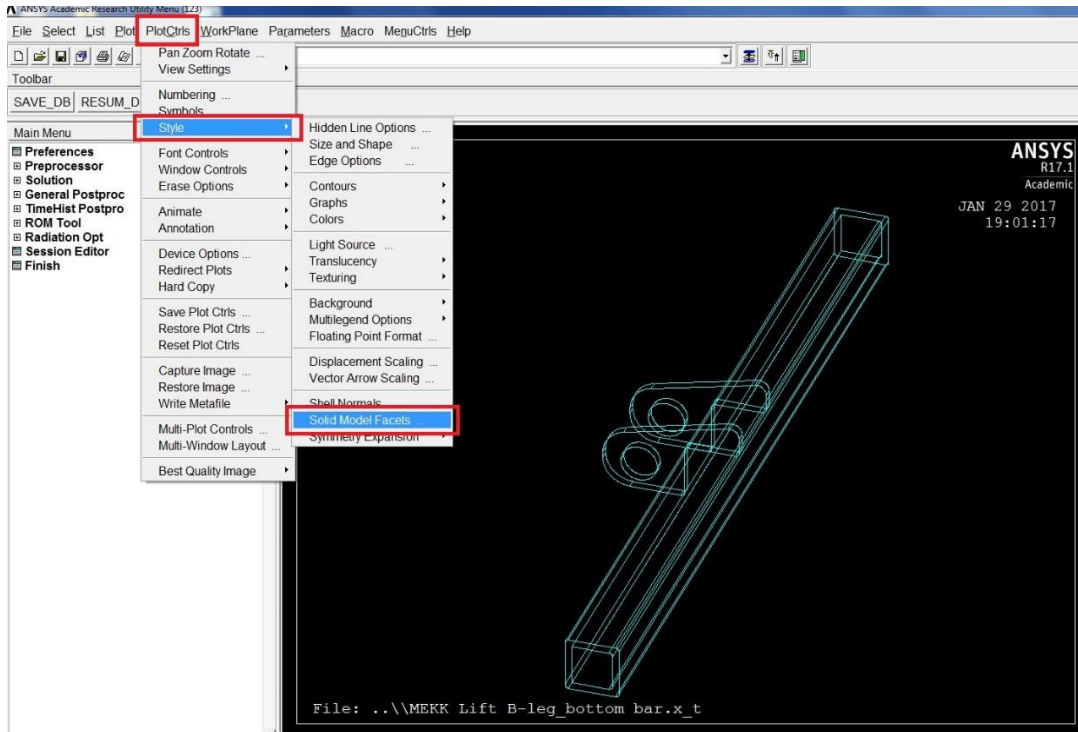 ANSYS Academic Research Utility Menu (123)
File Select List Plot PlotCtrls WorkPlane Parameters Macro MenuCtrls Help
Toolbar
SAVE_DB RESUM_D
Main Menu
Preferences
Preprocessor
Solution
General Postproc
TimeHist Postpro
ROM Tool
Radiation Opt
Session Editor
Finish
Pan Zoom Rotate ...
View Settings
Numbering ...
Symbols
Style
Font Controls
Window Controls
Erase Options
Animate
Annotation
Device Options ...
Redirect Plots
Hard Copy
Save Plot Ctrls ...
Restore Plot Ctrls ...
Reset Plot Ctrls
Capture Image ...
Restore Image ...
Write Metafile
Multi-Plot Controls ...
Multi-Window Layout ...
Best Quality Image
Hidden Line Options ...
Size and Shape ...
Edge Options ...
Contours
Graphs
Colors
Light Source ...
Translucency
Texturing
Background
Multilegend Options
Floating Point Format ...
Displacement Scaling ...
Vector Arrow Scaling ...
Shell Normals
Solid Model Facets ...
Symmetry Expansion
ANSYS
R17.1
Academic
JAN 29 2017
19:01:17
File: ..\\MEKK Lift B-leg_bottom bar.x_t